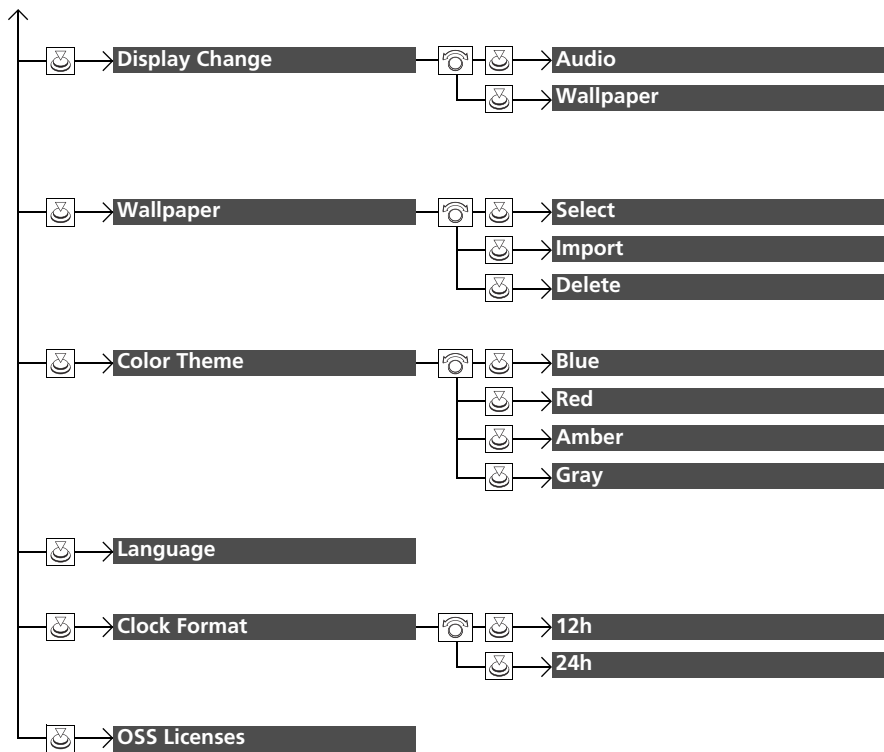 Display Change
Audio
Wallpaper
Wallpaper
Select
Import
Delete
Color Theme
Blue
Red
Amber
Gray
Language
Clock Format
12h
24h
OSS Licenses